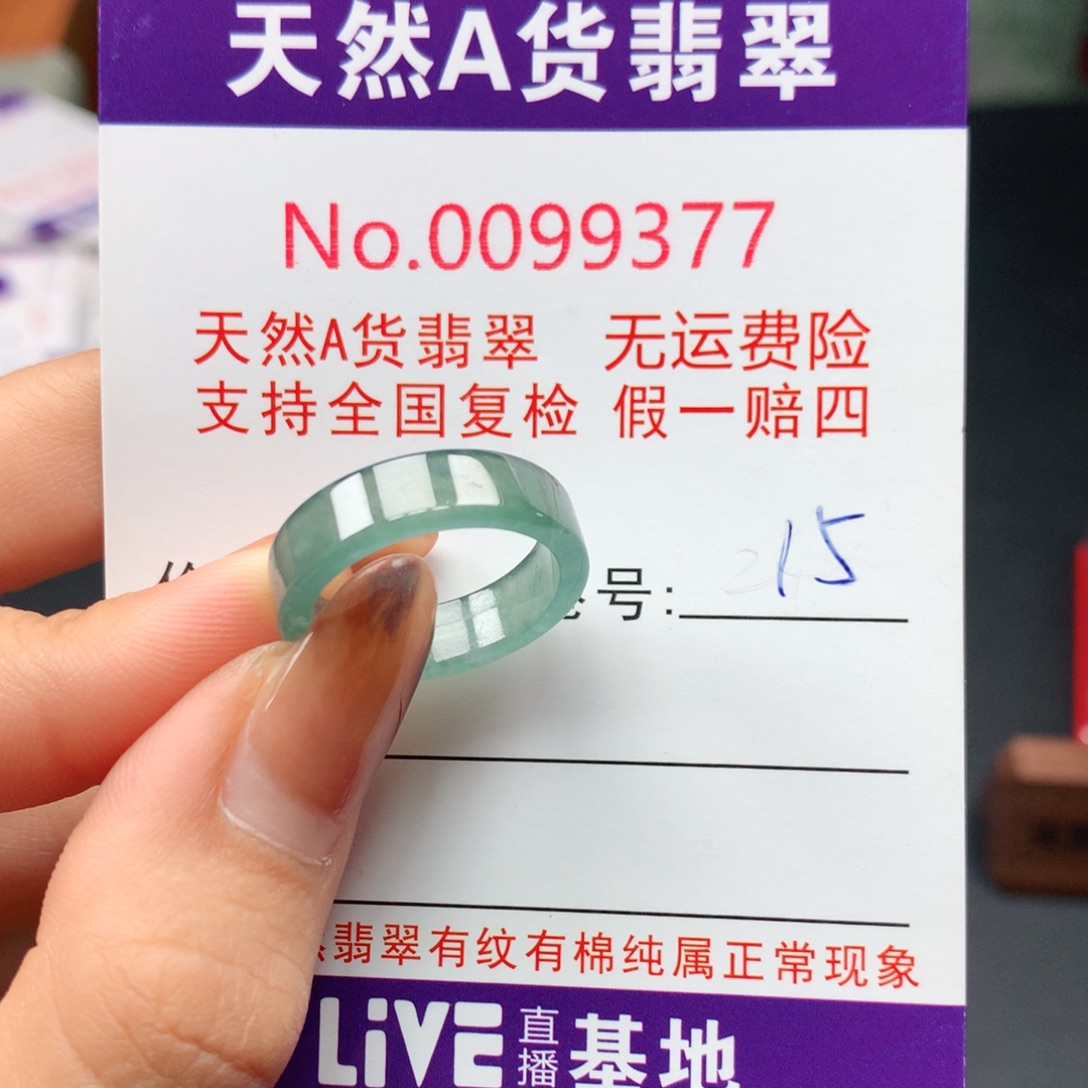 天然A货翡翠
No.0099377
天然A货翡翠 无运费险
支持全国复检 假一赔四
号: 15
翡翠有纹有棉纯属正常现象
LiVE 直播 基地